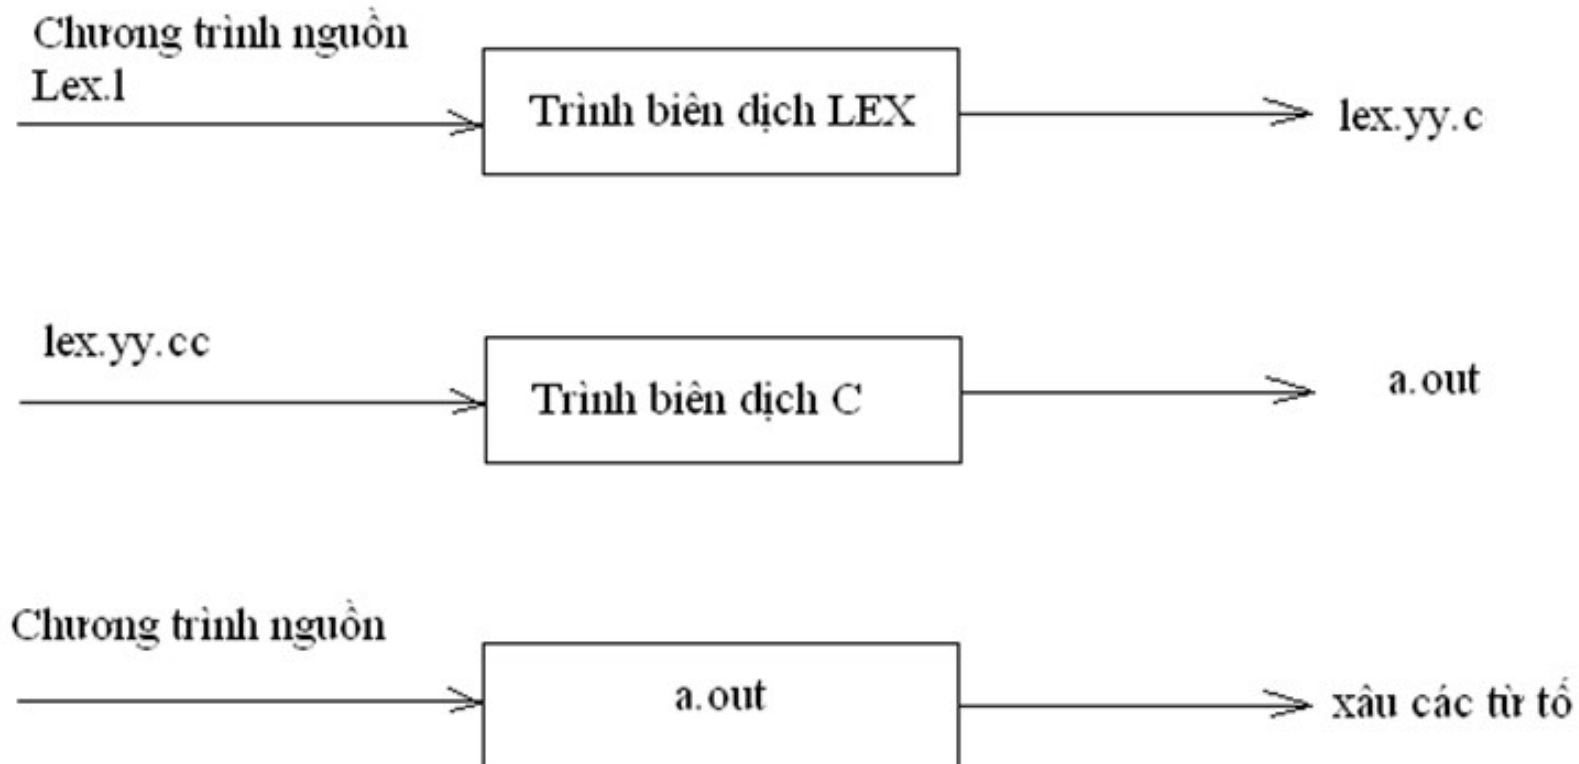 Chương trình nguồn
Lex.l
Trình biên dịch LEX
lex.yy.c
lex.yy.cc
Trình biên dịch C
a.out
Chương trình nguồn
a.out
xâu các từ tố